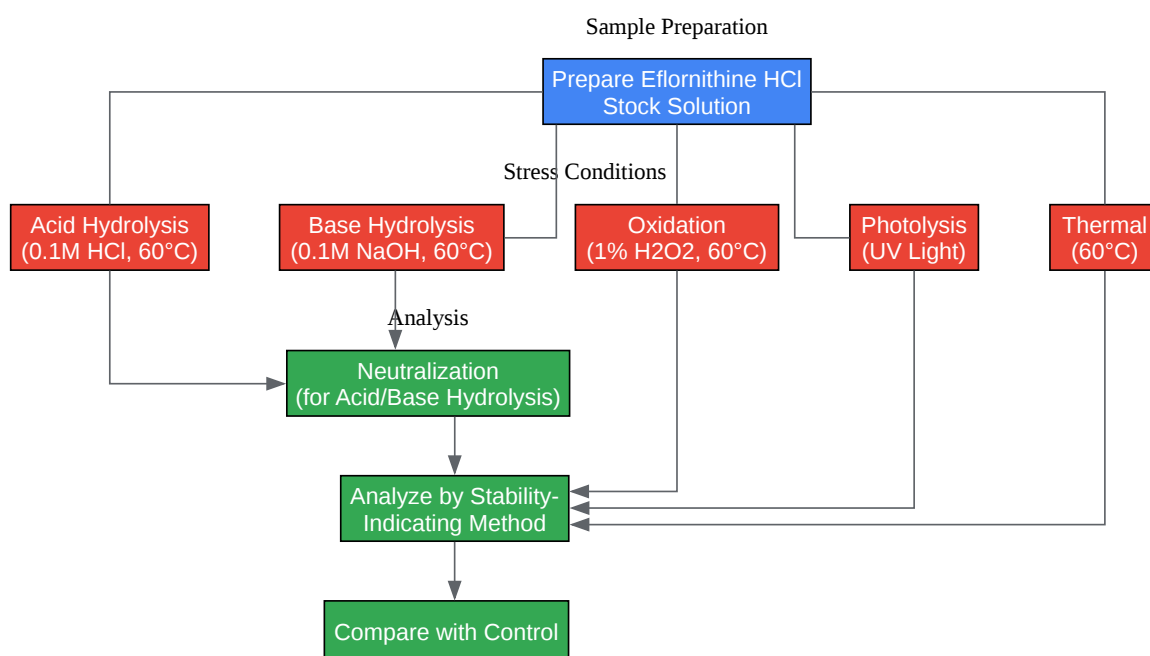 Sample Preparation
Prepare Eflornithine HCl
Stock Solution
Stress Conditions
Acid Hydrolysis
(0.1M HCl, 60°C)
Base Hydrolysis
(0.1M NaOH, 60°C)
Oxidation
(1% H2O2, 60°C)
Photolysis
(UV Light)
Thermal
(60°C)
Analysis
Neutralization
(for Acid/Base Hydrolysis)
Analyze by Stability-
Indicating Method
Compare with Control